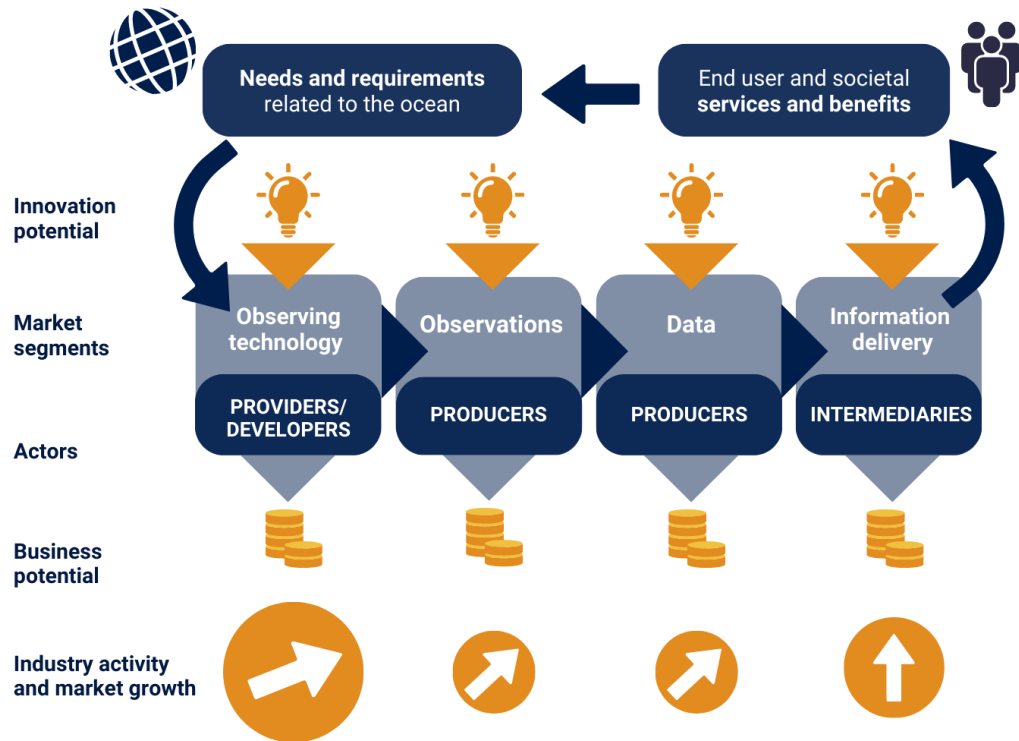 Needs and requirements
related to the ocean
End user and societal
services and benefits
Innovation
potential
Market
segments
Observing
technology
Observations
Data
Information
delivery
Actors
PROVIDERS/
DEVELOPERS
PRODUCERS
PRODUCERS
INTERMEDIARIES
Business
potential
Industry activity
and market growth